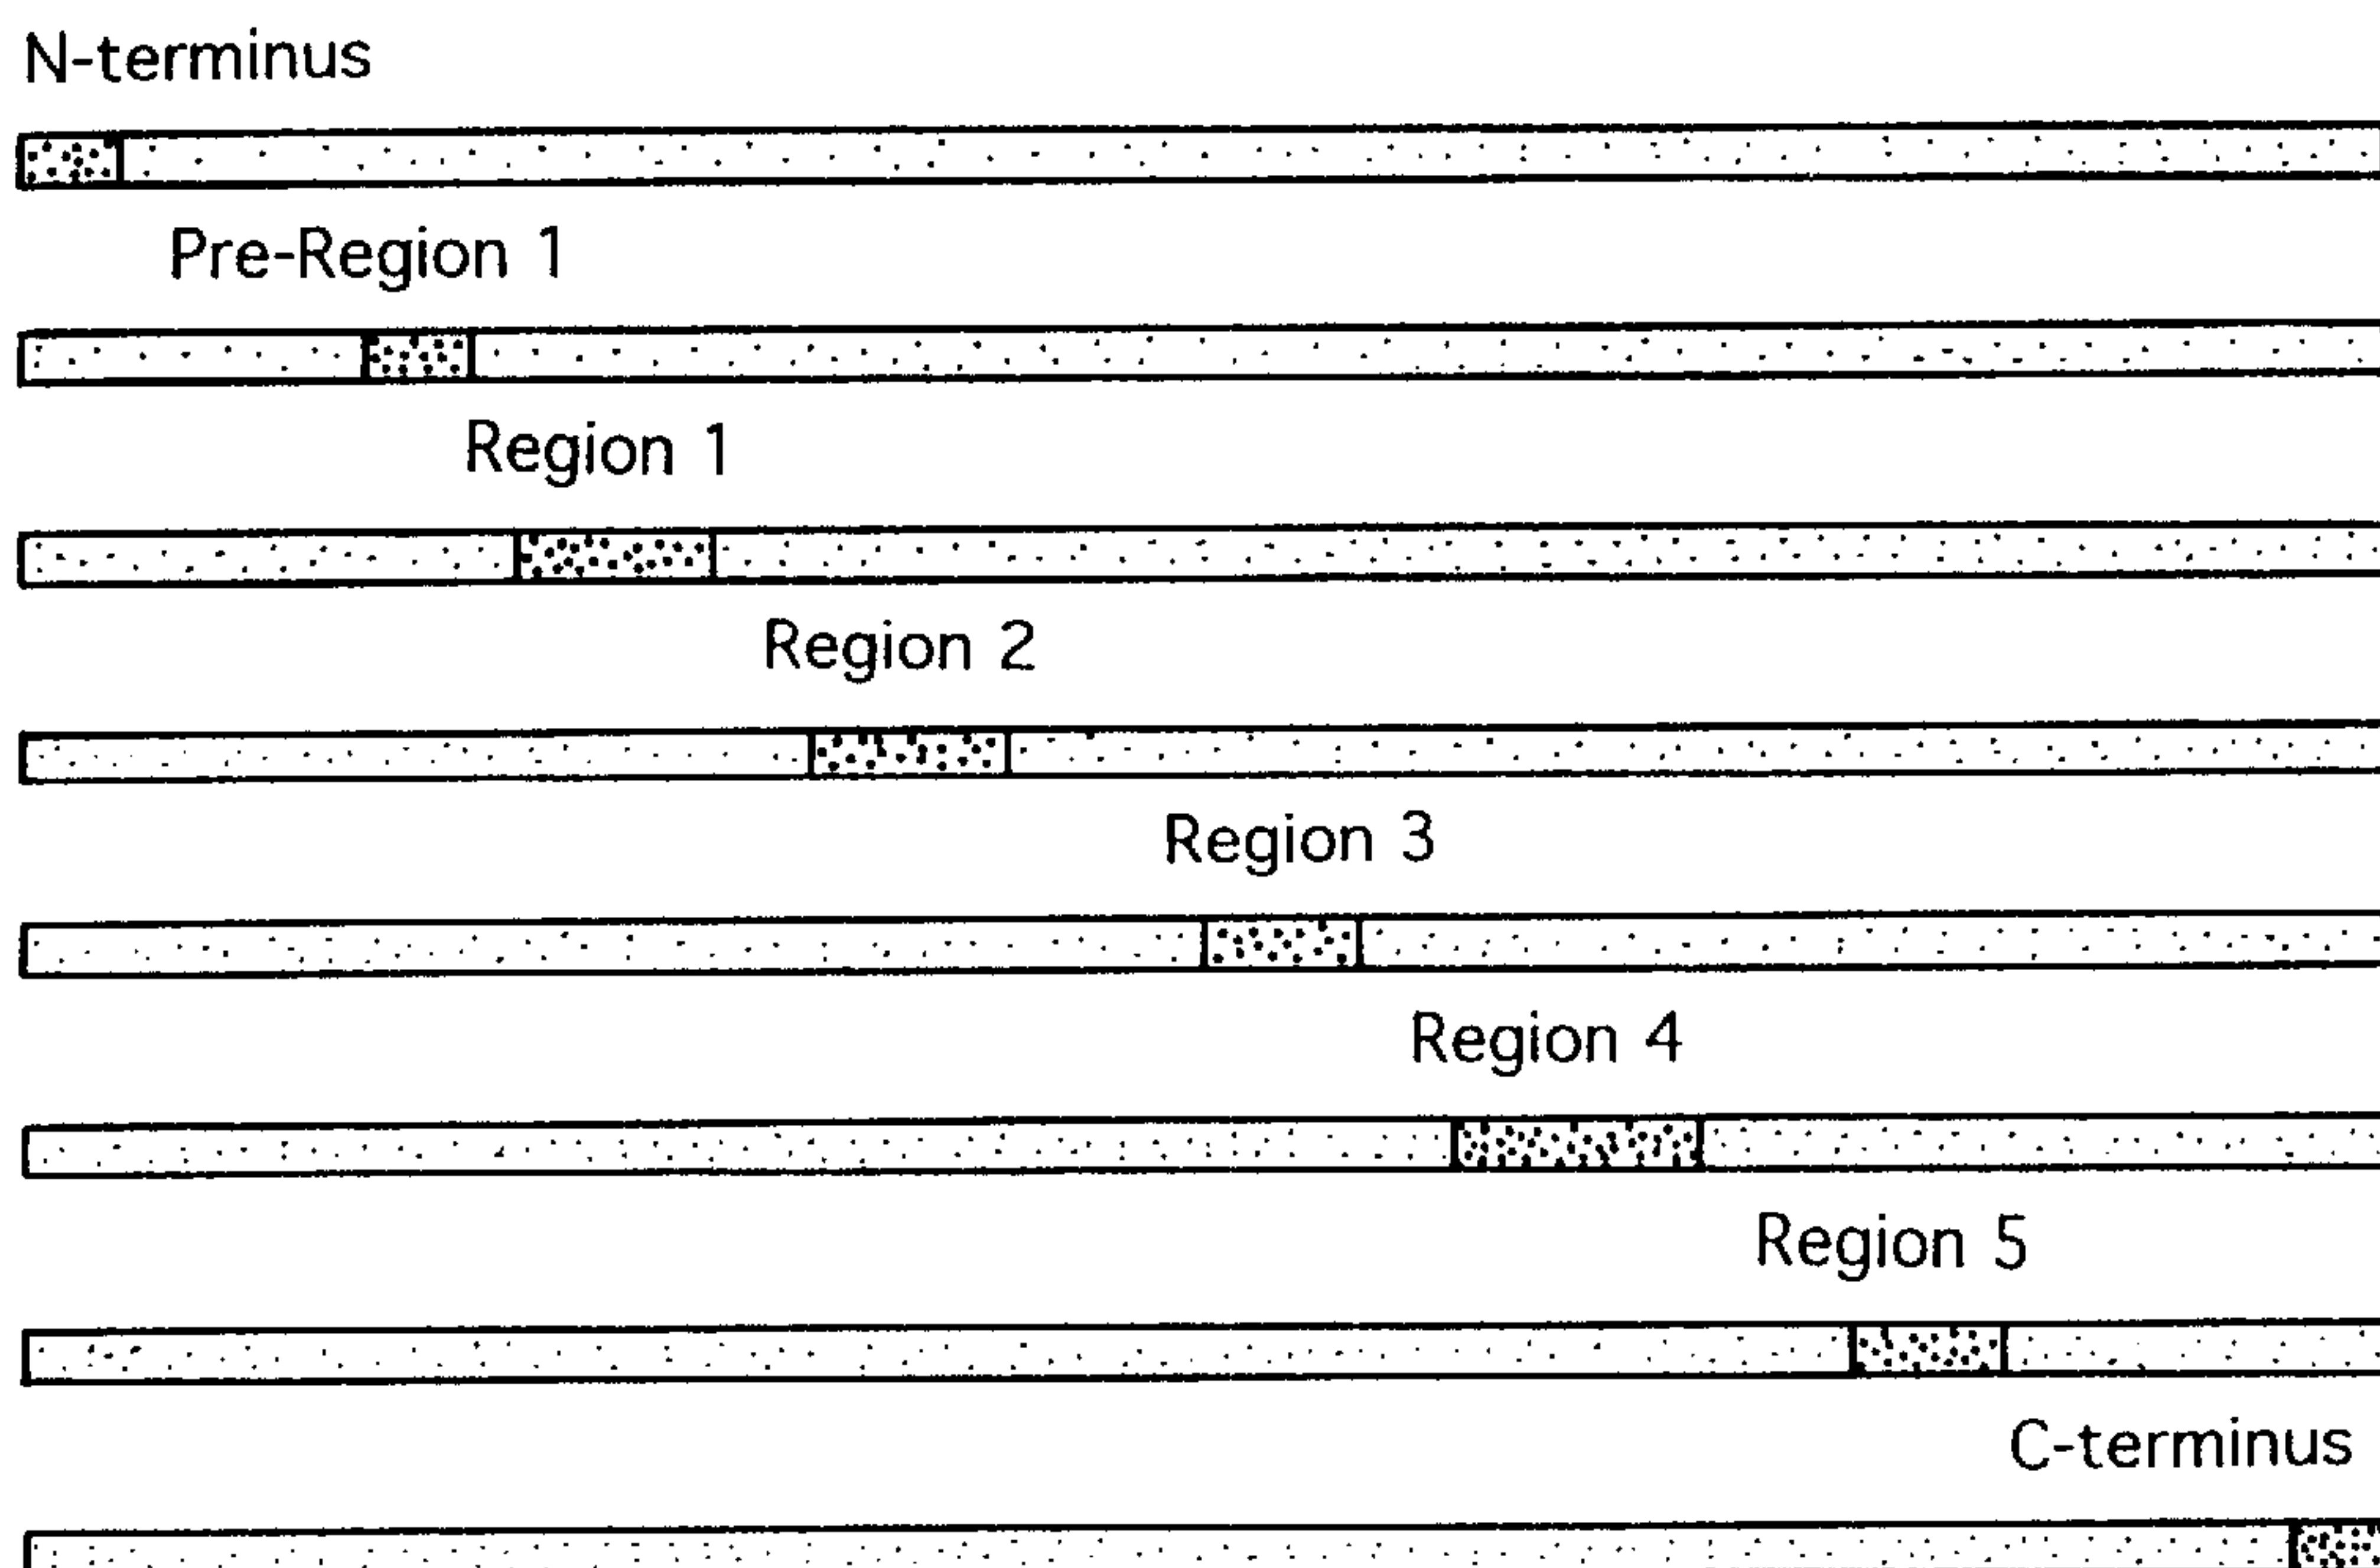 N-terminus
Pre-Region 1
Region 1
Region 2
Region 3
Region 4
Region 5
C-terminus